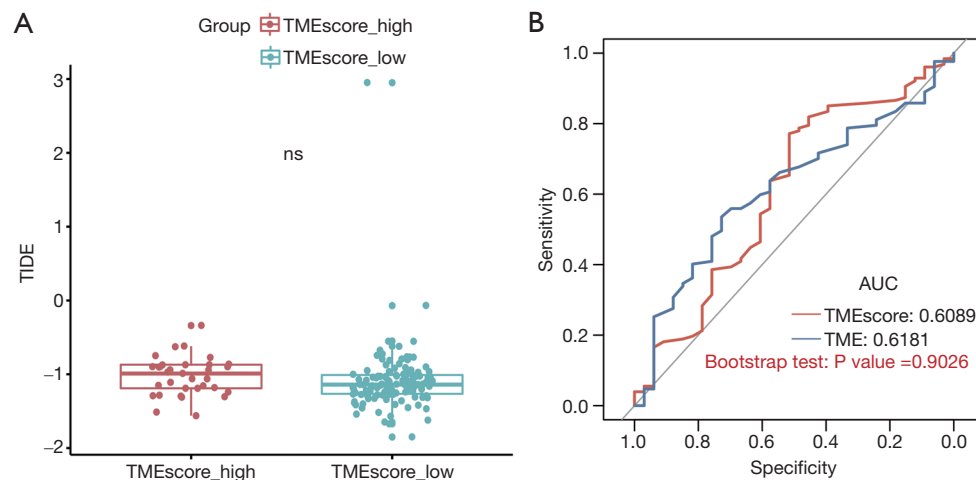 A
Group TMEscore_high
TMEscore_low
TIDE
3
2
1
0
−1
−2
ns
TMEscore_high TMEscore_low
B
Sensitivity
1.0
0.8
0.6
0.4
0.2
0.0
AUC
TMEscore: 0.6089
TME: 0.6181
Bootstrap test: P value =0.9026
1.0 0.8 0.6 0.4 0.2 0.0
Specificity